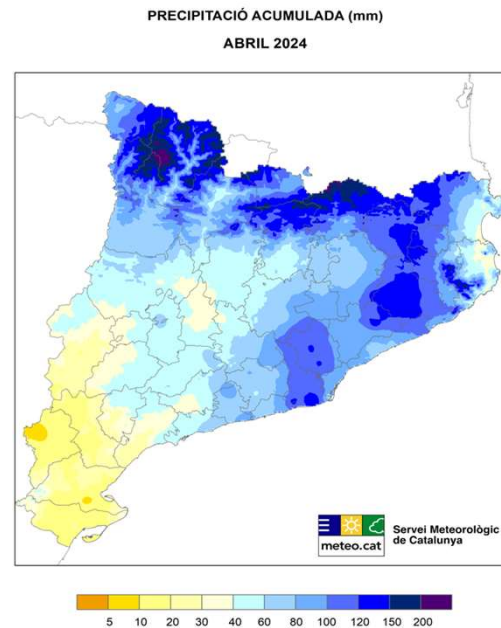 PRECIPITACIÓ ACUMULADA (mm)
ABRIL 2024
meteo.cat
Servei Meteorològic
de Catalunya
5 10 20 30 40 60 80 100 120 150 200